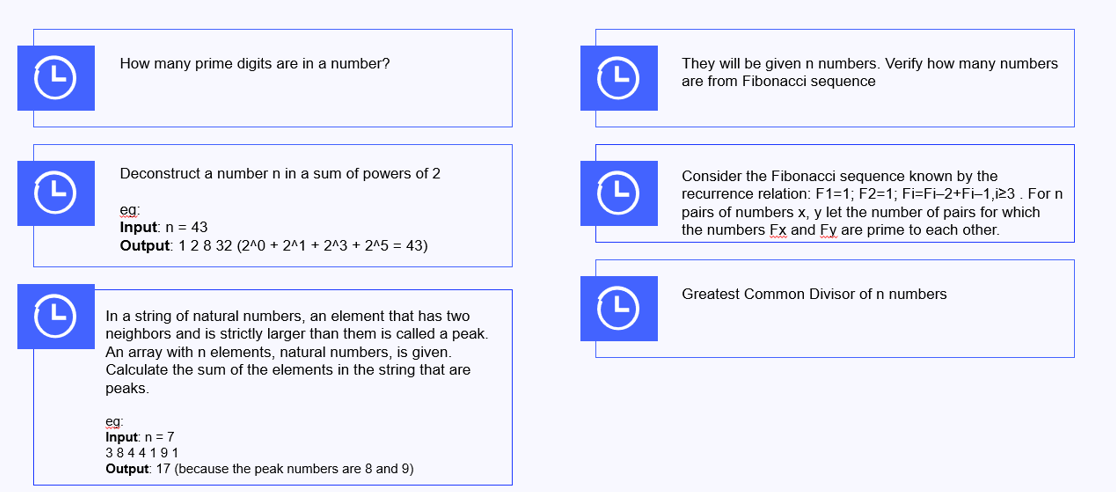 How many prime digits are in a number?
Deconstruct a number n in a sum of powers of 2
eg:
Input: n = 43
Output: 1 2 8 32 (2^0 + 2^1 + 2^3 + 2^5 = 43)
In a string of natural numbers, an element that has two
neighbors and is strictly larger than them is called a peak.
An array with n elements, natural numbers, is given.
Calculate the sum of the elements in the string that are
peaks.
eg:
Input: n = 7
3 8 4 4 1 9 1
Output: 17 (because the peak numbers are 8 and 9)
They will be given n numbers. Verify how many numbers
are from Fibonacci sequence
Consider the Fibonacci sequence known by the
recurrence relation: F1=1; F2=1; Fi=Fi–2+Fi–1,i≥3 . For n
pairs of numbers x, y let the number of pairs for which
the numbers Fx and Fy are prime to each other.
Greatest Common Divisor of n numbers